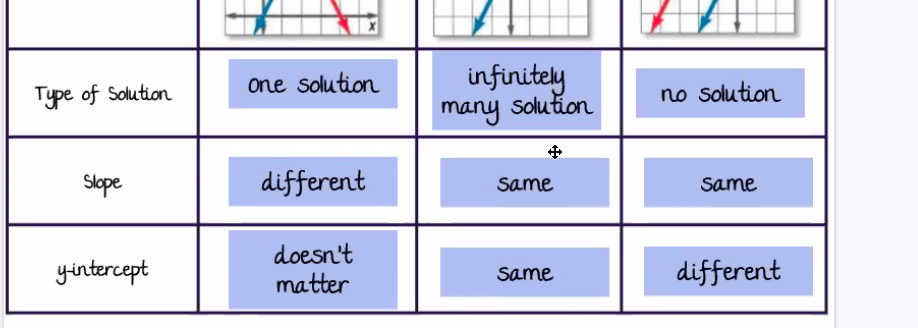 x
Type of Solution
one solution
infinitely
many solution
no solution
Slope
different
same
same
y-intercept
doesn't
matter
same
different